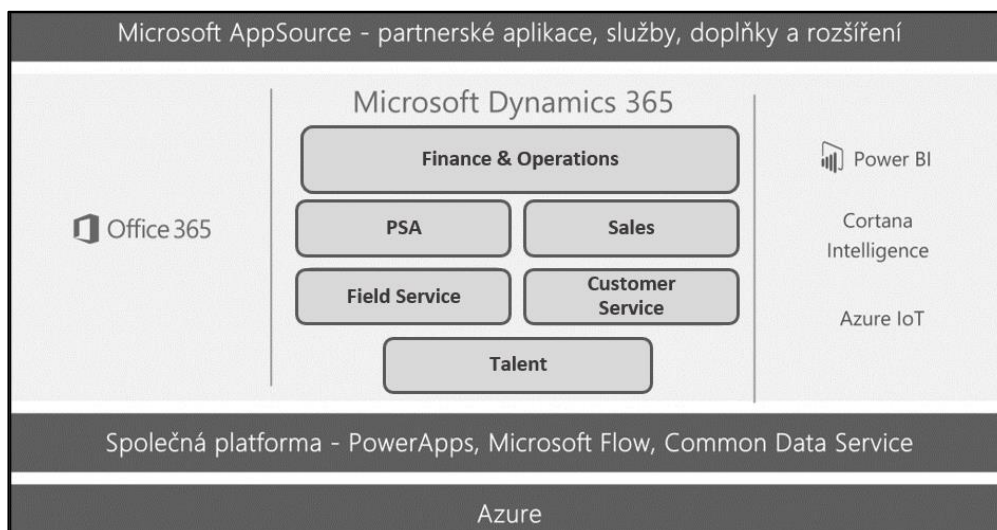 Microsoft AppSource - partnerské aplikace, služby, doplňky a rozšíření
Office 365
Microsoft Dynamics 365
Finance & Operations
PSA
Sales
Field Service
Customer
Service
Talent
Power BI
Cortana
Intelligence
Azure IoT
Společná platforma - PowerApps, Microsoft Flow, Common Data Service
Azure